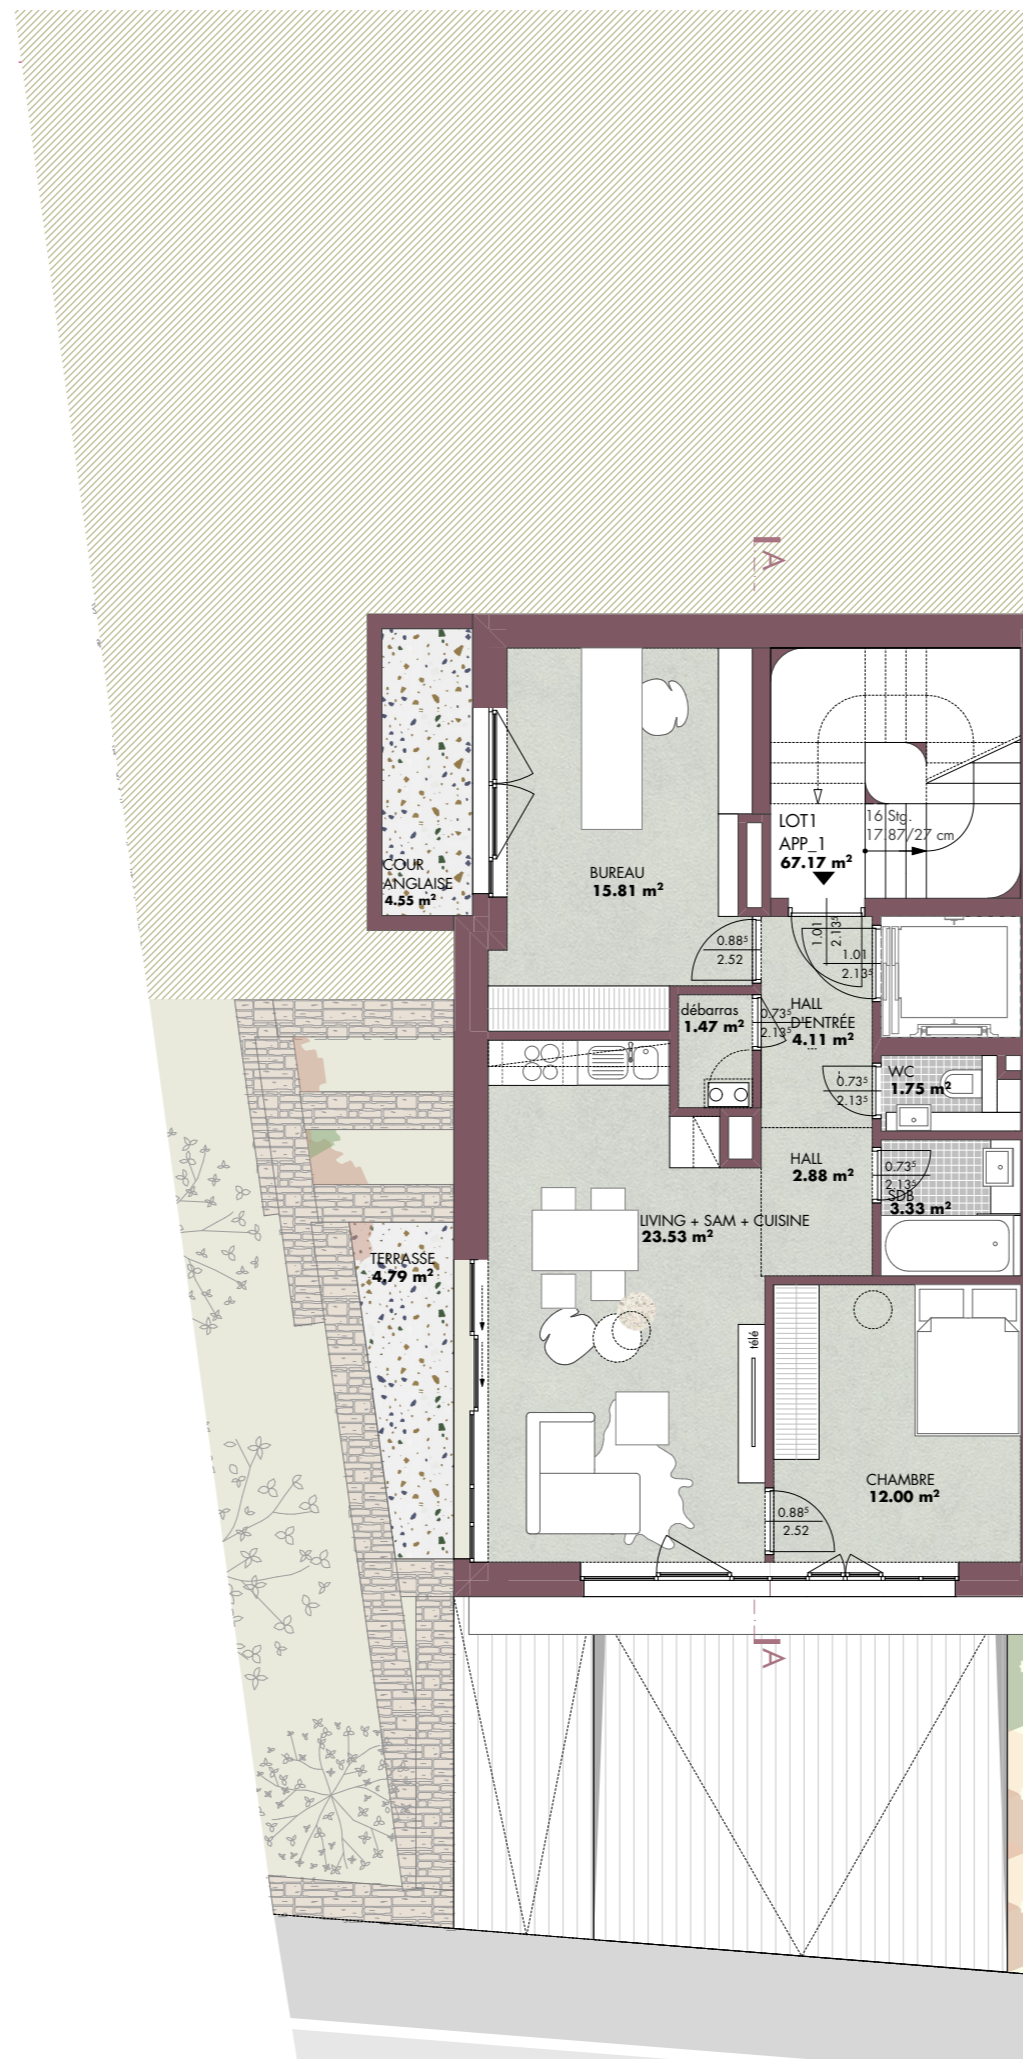 A
LOT1
APP_1
67.17 m²
16 Stg.
17.87/27 cm
COUR
ANGLAISE
4.55 m²
BUREAU
15.81 m²
0.88⁵
2.52
1.01
2.13⁵
1.01
2.13⁵
débarras
1.47 m²
0.73⁵
2.13⁵
HALL
D'ENTRÉE
4.11 m²
0.73⁵
2.13⁵
WC
1.75 m²
HALL
2.88 m²
0.73⁵
2.13⁵
SDB
3.33 m²
LIVING + SAM + CUISINE
23.53 m²
TERRASSE
4.79 m²
télé
CHAMBRE
12.00 m²
0.88⁵
2.52
A